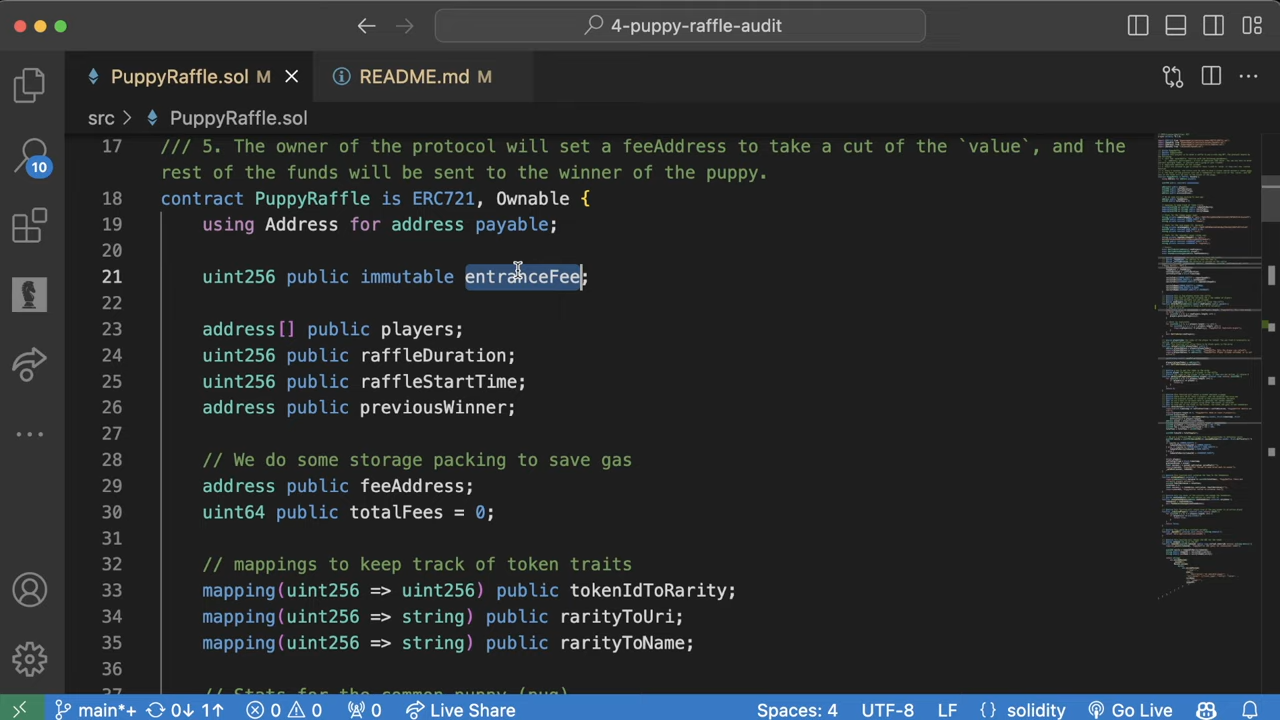 4-puppy-raffle-audit
PuppyRaffle.sol M
README.md M
src > PuppyRaffle.sol
10
17 /// 5. The owner of the protocol will set a feeAddress to take a cut of the `value`, and the
rest of the funds will be sent to the winner of the puppy.
18 contract PuppyRaffle is ERC721, Ownable {
19 using Address for address payable;
20
21 uint256 public immutable entranceFee;
22
23 address[] public players;
24 uint256 public raffleDuration;
25 uint256 public raffleStartTime;
26 address public previousWinner;
27
28 // We do some storage packing to save gas
29 address public feeAddress;
30 uint64 public totalFees = 0;
31
32 // mappings to keep track of token traits
33 mapping(uint256 => uint256) public tokenIdToRarity;
34 mapping(uint256 => string) public rarityToUri;
35 mapping(uint256 => string) public rarityToName;
36
37 // Stats for the common puppy (pug)
main*+ 0↓ 1↑ 0 0 0 Live Share Spaces: 4 UTF-8 LF {} solidity Go Live